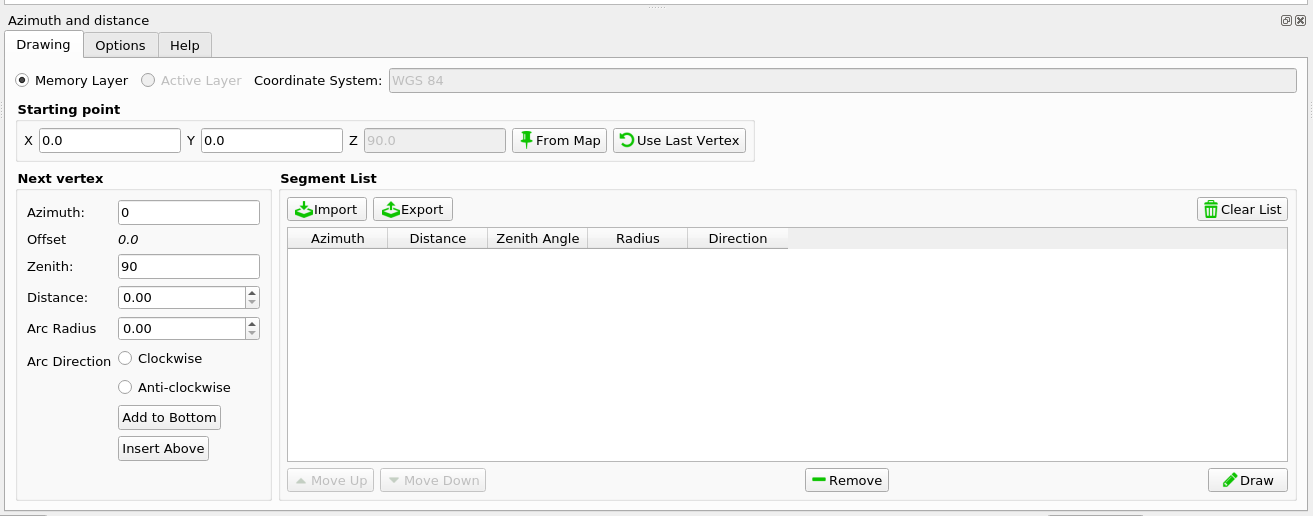 Azimuth and distance
Drawing Options Help
Memory Layer Active Layer Coordinate System: WGS 84
Starting point
X 0.0 Y 0.0 Z 90.0 From Map Use Last Vertex
Next vertex
Azimuth: 0
Offset 0.0
Zenith: 90
Distance: 0.00
Arc Radius 0.00
Arc Direction Clockwise
Anti-clockwise
Add to Bottom
Insert Above
Segment List
Import Export Clear List
Azimuth Distance Zenith Angle Radius Direction
Move Up Move Down Remove Draw